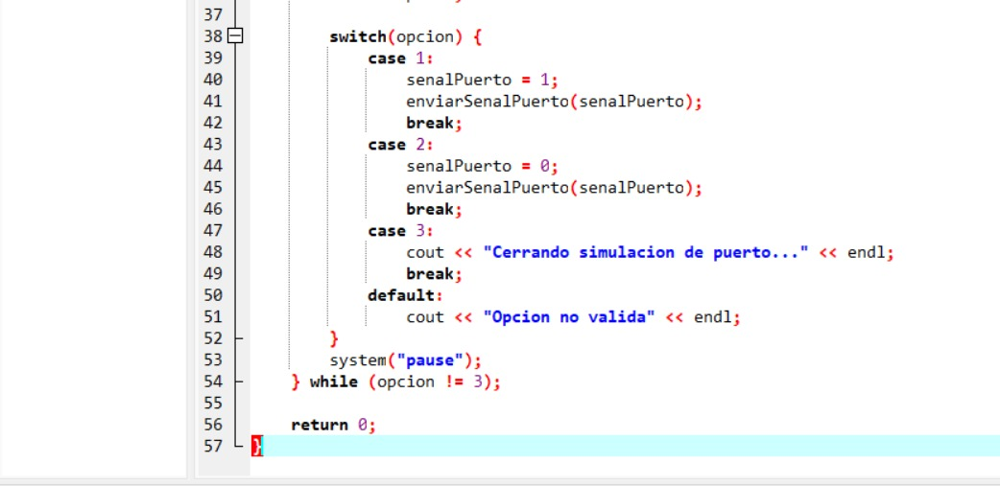 37
38 switch(opcion) {
39 case 1:
40 senalPuerto = 1;
41 enviarSenalPuerto(senalPuerto);
42 break;
43 case 2:
44 senalPuerto = 0;
45 enviarSenalPuerto(senalPuerto);
46 break;
47 case 3:
48 cout << "Cerrando simulacion de puerto..." << endl;
49 break;
50 default:
51 cout << "Opcion no valida" << endl;
52 }
53 system("pause");
54 } while (opcion != 3);
55
56 return 0;
57 }